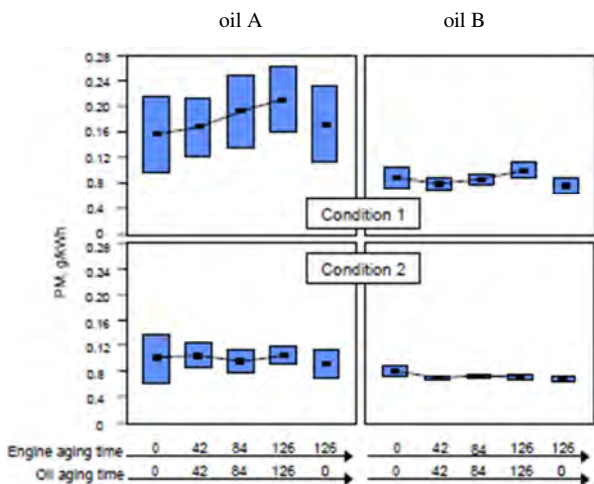 oil A oil B
0.28
0.24
0.20
0.16
0.12
0.8
0.4
0
Condition 1
0.28
0.24
0.20
0.16
0.12
0.8
0.4
0
Condition 2
PM, g/kWh
Engine aging time 0 42 84 126 126 0 42 84 126 126
Oil aging time 0 42 84 126 0 0 42 84 126 0